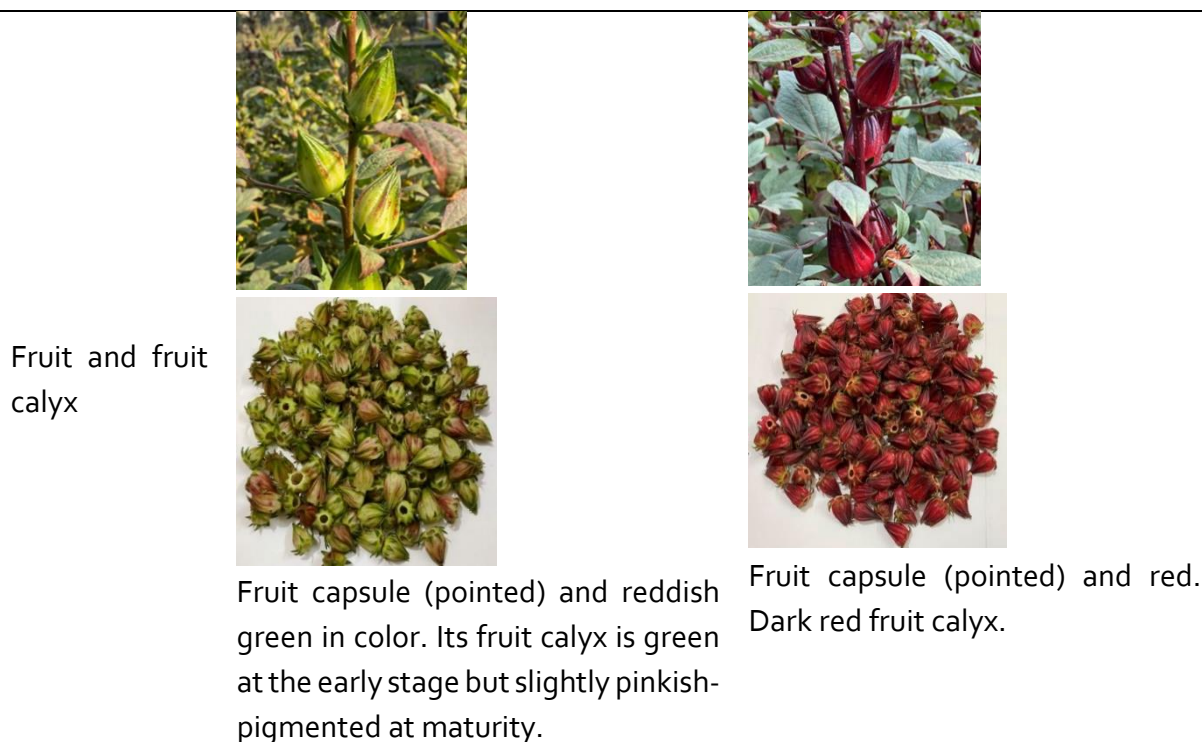 Fruit and fruit
calyx
Fruit capsule (pointed) and reddish
green in color. Its fruit calyx is green
at the early stage but slightly pinkish-
pigmented at maturity.
Fruit capsule (pointed) and red.
Dark red fruit calyx.